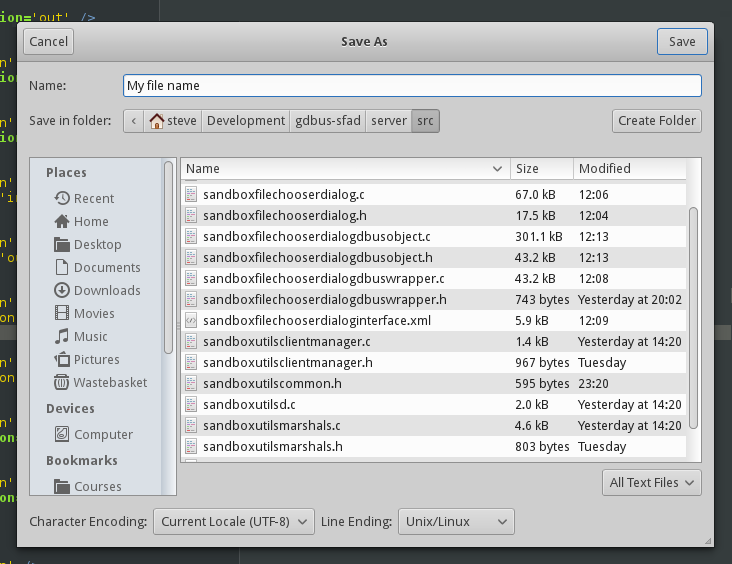 ion='out' />
Cancel Save As Save
Name: My file name
Save in folder: steve Development gdbus-sfad server src Create Folder
Places
Recent
Home
Desktop
Documents
Downloads
Movies
Music
Pictures
Wastebasket
Devices
Computer
Bookmarks
Courses
Name Size Modified
sandboxfilechooserdialog.c 67.0 kB 12:06
sandboxfilechooserdialog.h 17.5 kB 12:04
sandboxfilechooserdialogdbusobject.c 301.1 kB 12:13
sandboxfilechooserdialogdbusobject.h 43.2 kB 12:13
sandboxfilechooserdialogdbuswrapper.c 43.2 kB 12:08
sandboxfilechooserdialogdbuswrapper.h 743 bytes Yesterday at 20:02
sandboxfilechooserdialoginterface.xml 5.9 kB 12:09
sandboxutilsclientmanager.c 1.4 kB Yesterday at 14:20
sandboxutilsclientmanager.h 967 bytes Tuesday
sandboxutilscommon.h 595 bytes 23:20
sandboxutilsd.c 2.0 kB Yesterday at 14:20
sandboxutilsmarshals.c 4.6 kB Yesterday at 14:20
sandboxutilsmarshals.h 803 bytes Tuesday
All Text Files
Character Encoding: Current Locale (UTF-8) Line Ending: Unix/Linux